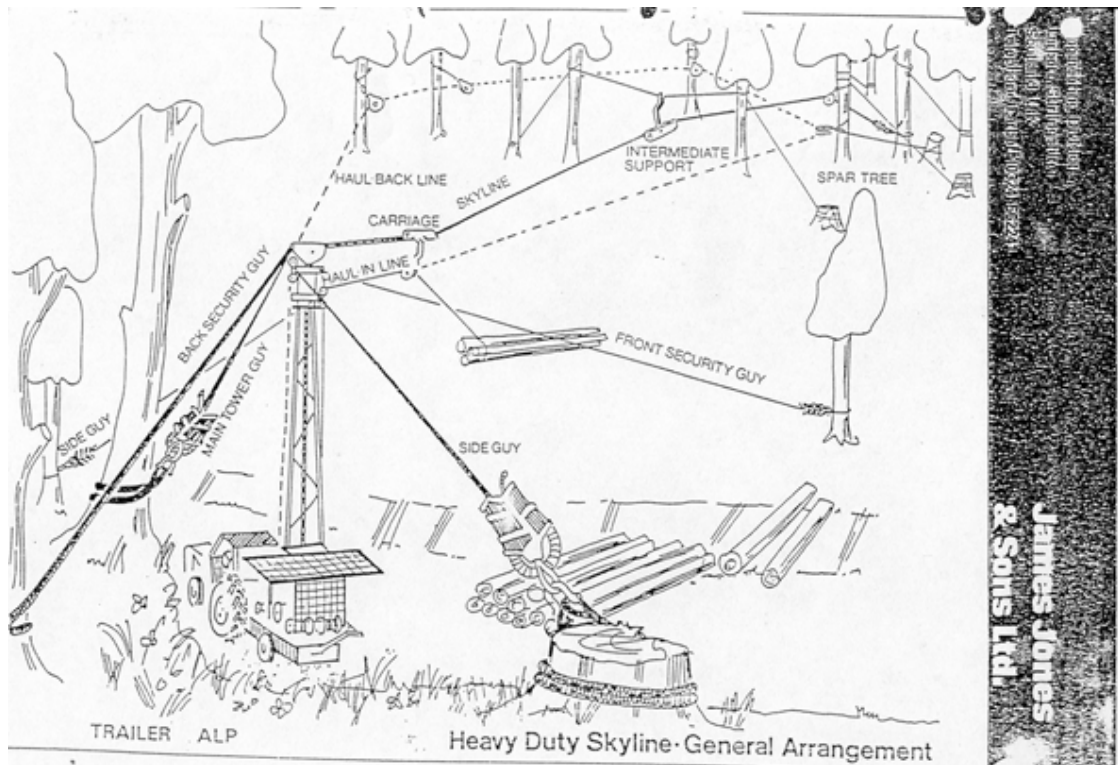 HAUL-BACK LINE
SKYLINE
INTERMEDIATE
SUPPORT
SPAR TREE
CARRIAGE
HAUL-IN LINE
BACK SECURITY GUY
MAIN TOWER GUY
SIDE GUY
FRONT SECURITY GUY
SIDE GUY
TRAILER ALP
Heavy Duty Skyline·General Arrangement
James Jones
& Sons Ltd.